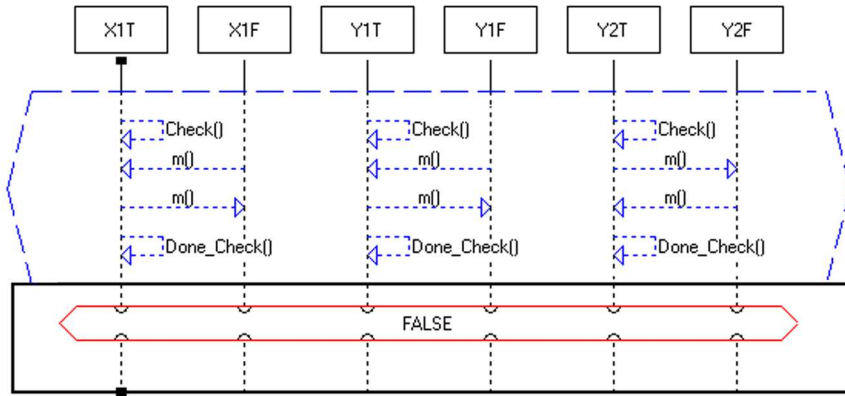 X1T X1F Y1T Y1F Y2T Y2F
Check() Check() Check()
m() m() m()
m() m() m()
Done_Check() Done_Check() Done_Check()
FALSE